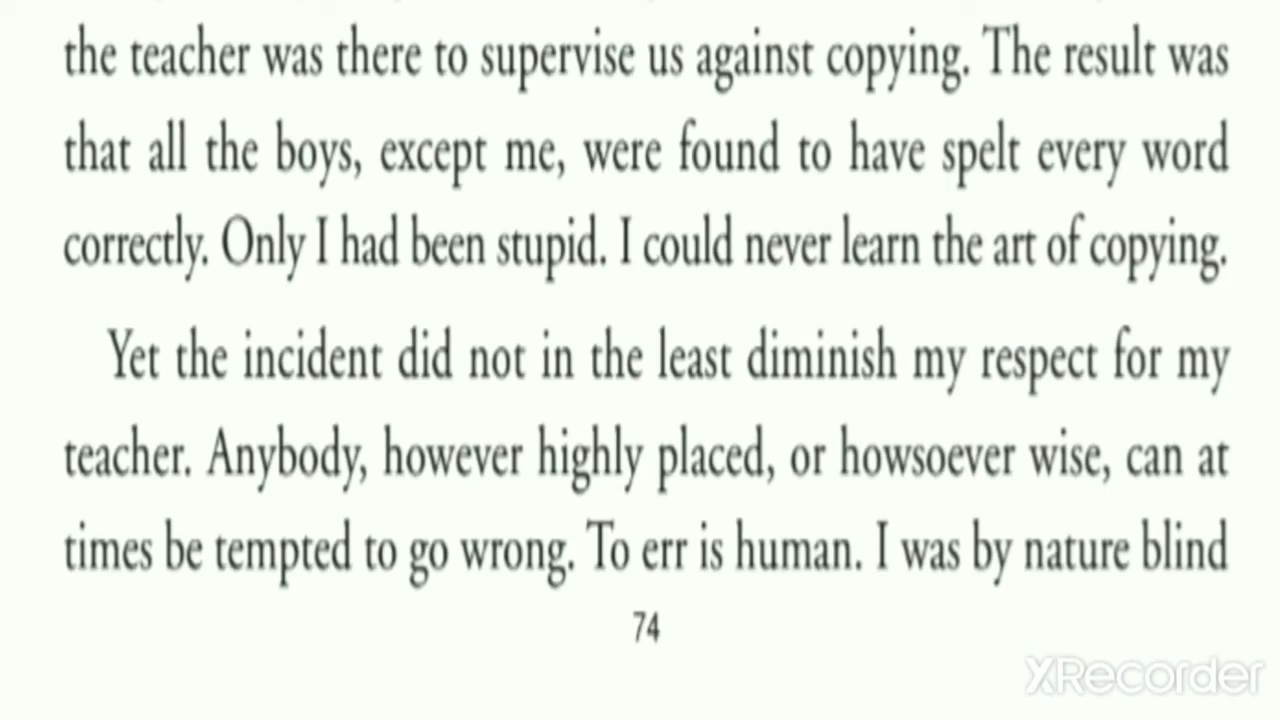 the teacher was there to supervise us against copying. The result was
that all the boys, except me, were found to have spelt every word
correctly. Only I had been stupid. I could never learn the art of copying.
Yet the incident did not in the least diminish my respect for my
teacher. Anybody, however highly placed, or howsoever wise, can at
times be tempted to go wrong. To err is human. I was by nature blind
74
XRecorder